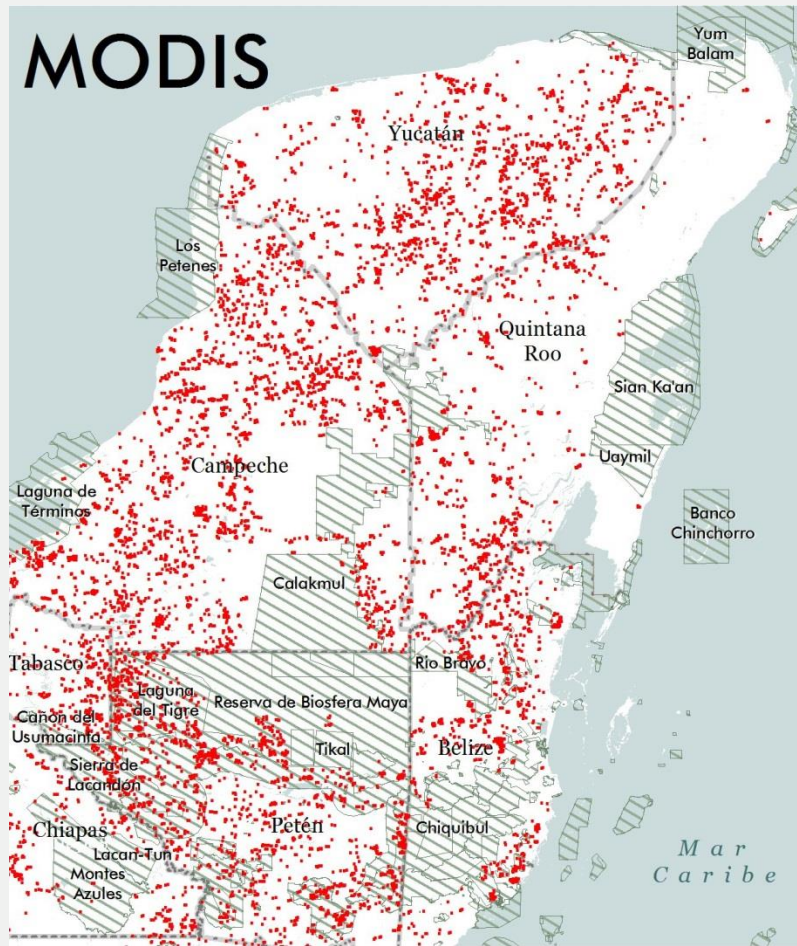 MODIS
Yum
Balam
Yucatán
Los
Petenes
Quintana
Roo
Sian Ka'an
Uaymil
Campeche
Laguna de
Términos
Banco
Chinchorro
Calakmul
Tabasco
Rio Bravo
Laguna
del Tigre
Reserva de Biosfera Maya
Cañon del
Usumacinta
Tikal
Belize
Sierra de
Lacandón
Chiapas
Petén
Chiquibul
Lacan-Tun
Montes
Azules
Mar
Caribe